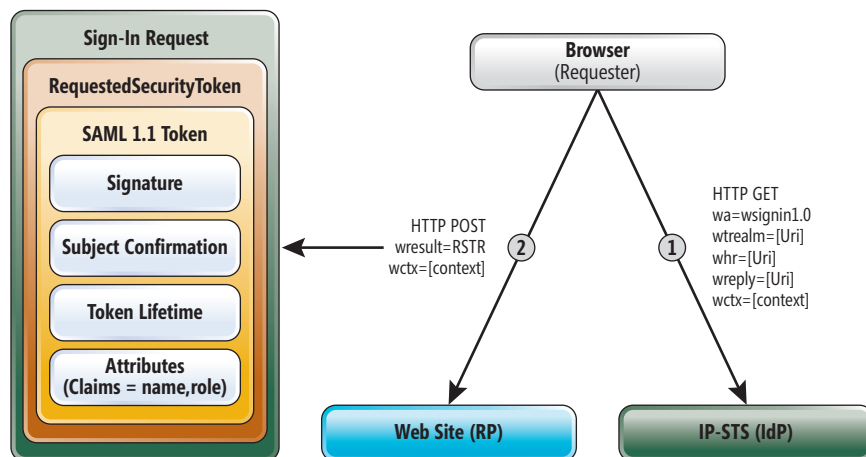 Sign-In Request
RequestedSecurityToken
SAML 1.1 Token
Signature
Subject Confirmation
Token Lifetime
Attributes
(Claims = name,role)
Browser
(Requester)
HTTP POST
wresult=RSTR
wctx=[context]
2
1
HTTP GET
wa=wsignin1.0
wtrealm=[Uri]
whr=[Uri]
wreply=[Uri]
wctx=[context]
Web Site (RP)
IP-STS (IdP)